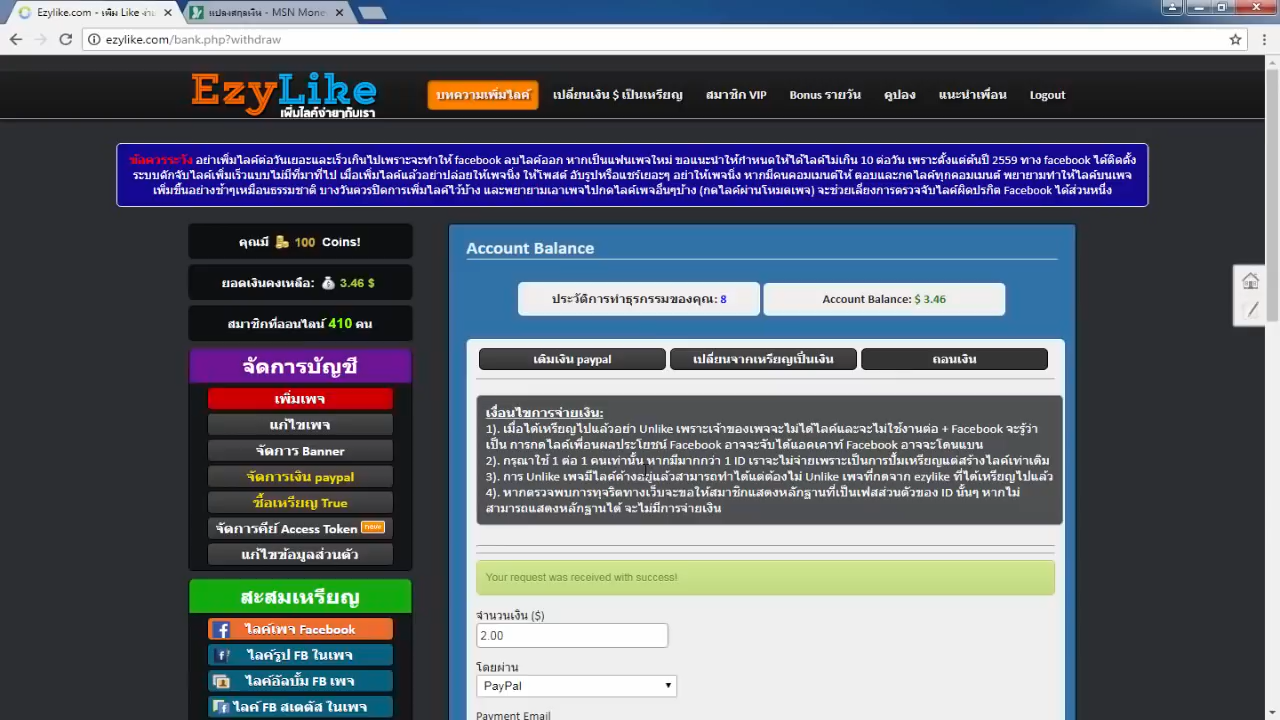 Ezylike.com - เพิ่ม Like ง่าย
แปลงสกุลเงิน - MSN Mone
ezylike.com/bank.php?withdraw
EzyLike
เพิ่มไลค์ง่ายๆกับเรา
บทความเพิ่มไลค์
เปลี่ยนเงิน $ เป็นเหรียญ
สมาชิก VIP
Bonus รายวัน
คูปอง
แนะนำเพื่อน
Logout
ข้อควรระวัง อย่าเพิ่มไลค์ต่อวันเยอะและเร็วเกินไปเพราะจะทำให้ facebook ลบไลค์ออก หากเป็นแฟนเพจใหม่ ขอแนะนำให้กำหนดให้ได้ไลค์ไม่เกิน 10 ต่อวัน เพราะตั้งแต่ต้นปี 2559 ทาง facebook ได้ติดตั้ง
ระบบดักจับไลค์เพิ่มเร็วแบบไม่มีที่มาที่ไป เมื่อเพิ่มไลค์แล้วอย่าปล่อยให้เพจนิ่ง ให้โพสต์ อับรูปหรือแชร์เยอะๆ อย่าให้เพจนิ่ง หากมีคนคอมเมนต์ให้ ตอบและกดไลค์ทุกคอมเมนต์ พยายามทำให้ไลค์บนเพจ
เพิ่มขึ้นอย่างช้าๆเหมือนธรรมชาติ บางวันควรปิดการเพิ่มไลค์ไว้บ้าง และพยายามเอาเพจไปกดไลค์เพจอื่นๆบ้าง (กดไลค์ผ่านโหมดเพจ) จะช่วยเลี่ยงการตรวจจับไลค์ผิดปรกติ Facebook ได้ส่วนหนึ่ง
คุณมี 100 Coins!
ยอดเงินคงเหลือ: 3.46 $
สมาชิกที่ออนไลน์ 410 คน
จัดการบัญชี
เพิ่มเพจ
แก้ไขเพจ
จัดการ Banner
จัดการเงิน paypal
ซื้อเหรียญ True
จัดการคีย์ Access Token new
แก้ไขข้อมูลส่วนตัว
สะสมเหรียญ
ไลค์เพจ Facebook
ไลค์รูป FB ในเพจ
ไลค์อัลบั้ม FB เพจ
ไลค์ FB สเตตัส ในเพจ
Account Balance
ประวัติการทำธุรกรรมของคุณ: 8
Account Balance: $ 3.46
เติมเงิน paypal
เปลี่ยนจากเหรียญเป็นเงิน
ถอนเงิน
เงื่อนไขการจ่ายเงิน:
1). เมื่อได้เหรียญไปแล้วอย่า Unlike เพราะเจ้าของเพจจะไม่ได้ไลค์และจะไม่ใช้งานต่อ + Facebook จะรู้ว่า
เป็น การกดไลค์เพื่อนผลประโยชน์ Facebook อาจจะจับได้แอคเคาท์ Facebook อาจจะโดนแบน
2). กรุณาใช้ 1 ต่อ 1 คนเท่านั้น หากมีมากกว่า 1 ID เราจะไม่จ่ายเพราะเป็นการปั้มเหรียญแต่สร้างไลค์เท่าเดิม
3). การ Unlike เพจมีไลค์ค้างอยู่แล้วสามารถทำได้แต่ต้องไม่ Unlike เพจที่กดจาก ezylike ที่ได้เหรียญไปแล้ว
4). หากตรวจพบการทุจริตทางเว็บจะขอให้สมาชิกแสดงหลักฐานที่เป็นเฟสส่วนตัวของ ID นั้นๆ หากไม่
สามารถแสดงหลักฐานได้ จะไม่มีการจ่ายเงิน
Your request was received with success!
จำนวนเงิน ($)
2.00
โดยผ่าน
PayPal
Payment Email